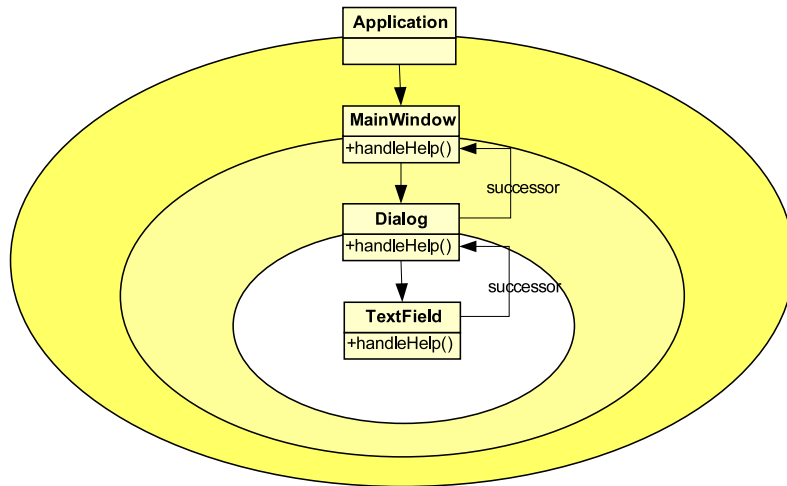 Application
MainWindow
+handleHelp()
successor
Dialog
+handleHelp()
successor
TextField
+handleHelp()